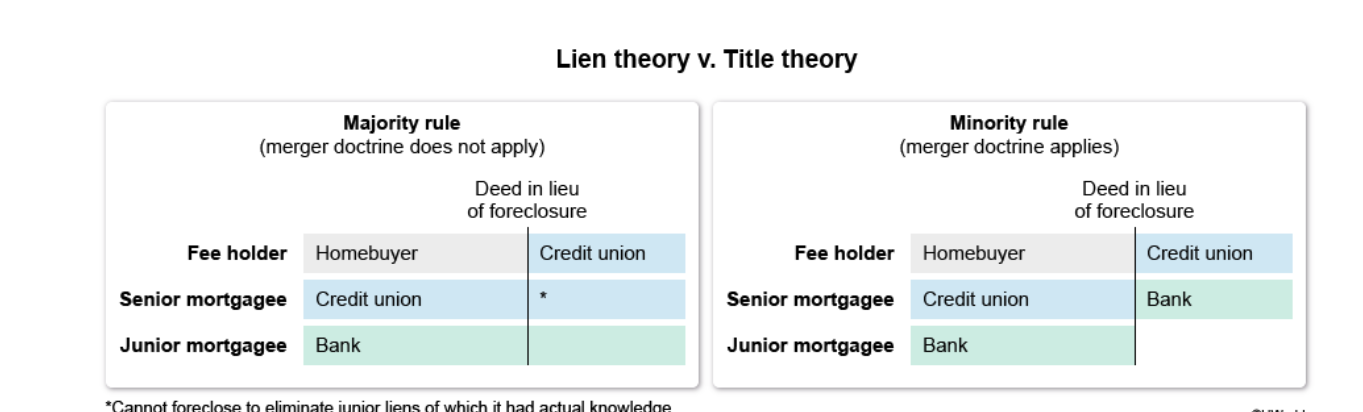 Lien theory v. Title theory
Majority rule
(merger doctrine does not apply)
Deed in lieu
of foreclosure
Fee holder Homebuyer Credit union
Senior mortgagee Credit union *
Junior mortgagee Bank
Minority rule
(merger doctrine applies)
Deed in lieu
of foreclosure
Fee holder Homebuyer Credit union
Senior mortgagee Credit union Bank
Junior mortgagee Bank
*Cannot foreclose to eliminate junior liens of which it had actual knowledge